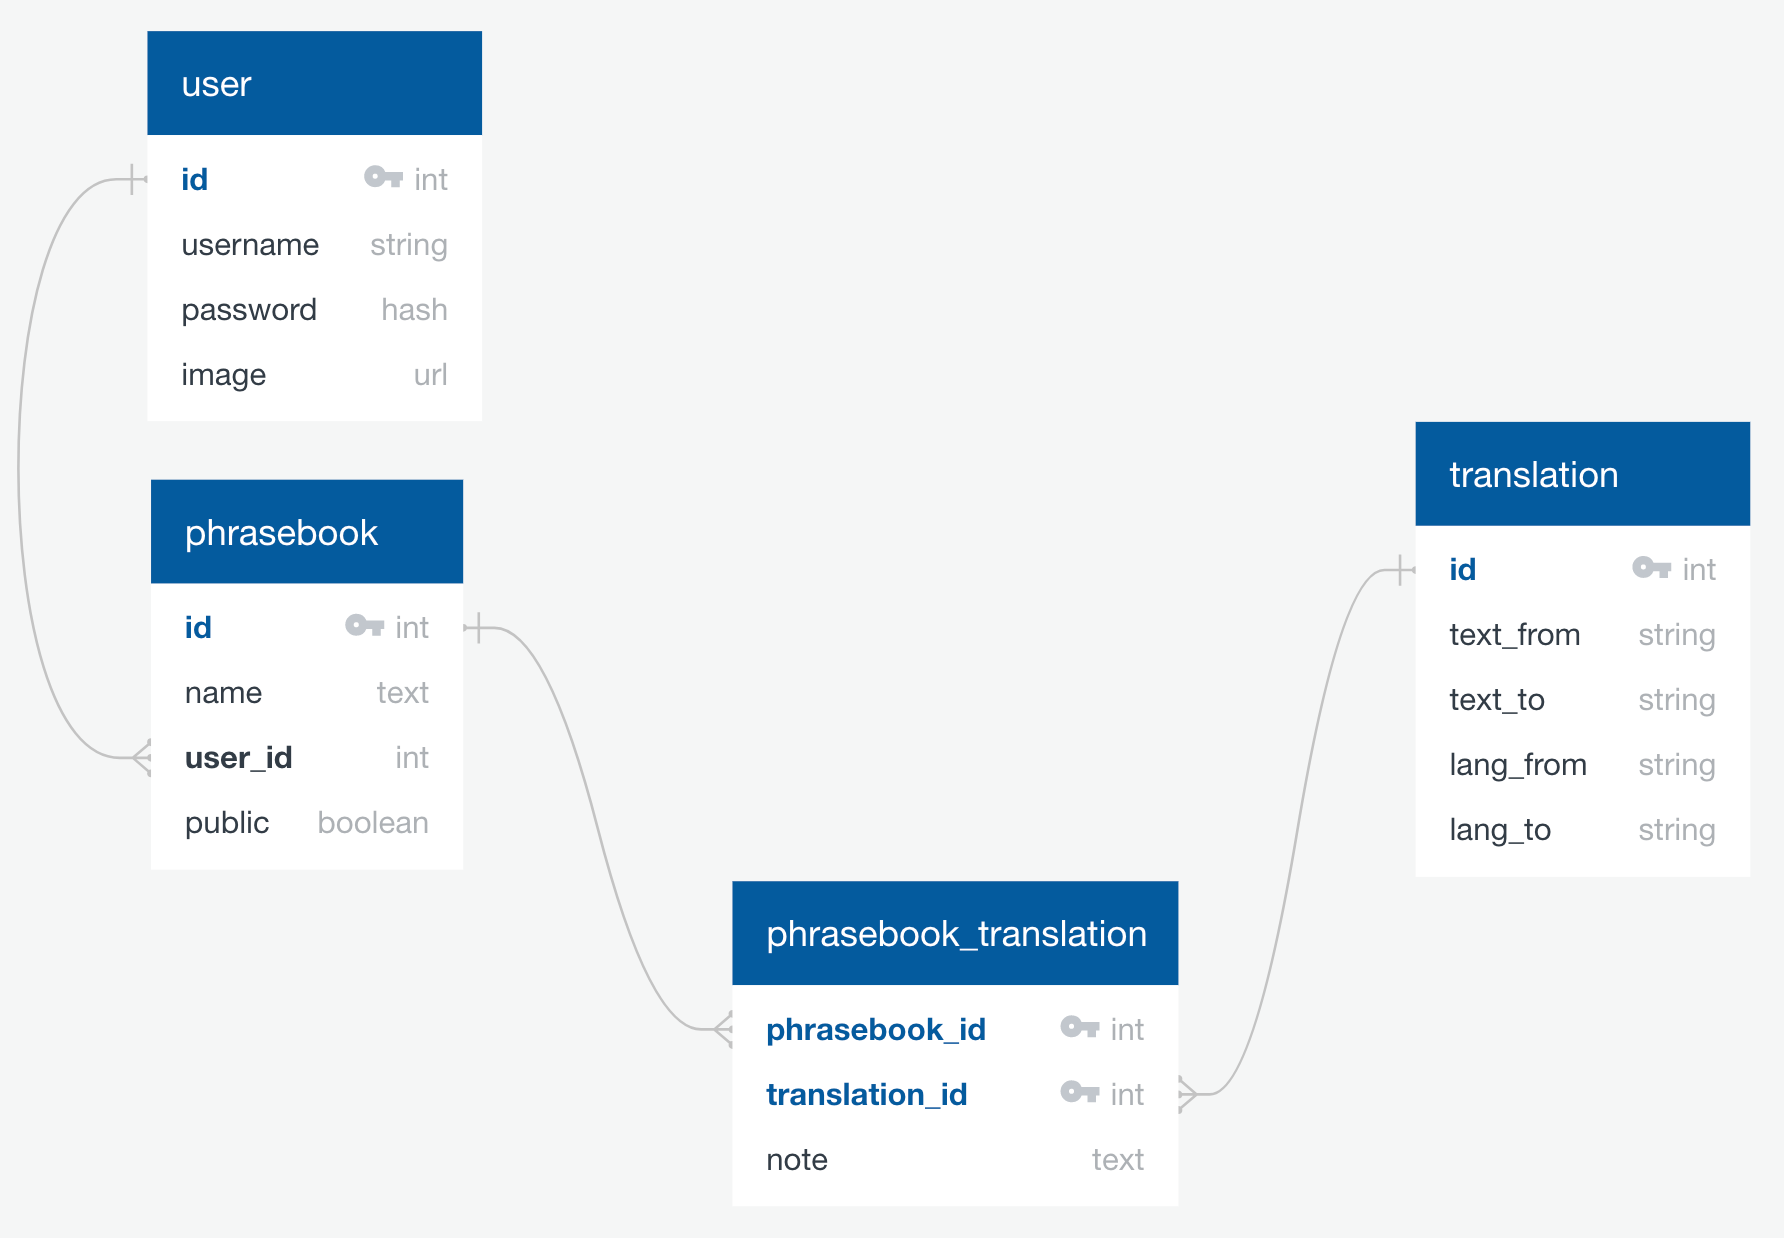 user
id int
username string
password hash
image url
phrasebook
id int
name text
user_id int
public boolean
phrasebook_translation
phrasebook_id int
translation_id int
note text
translation
id int
text_from string
text_to string
lang_from string
lang_to string